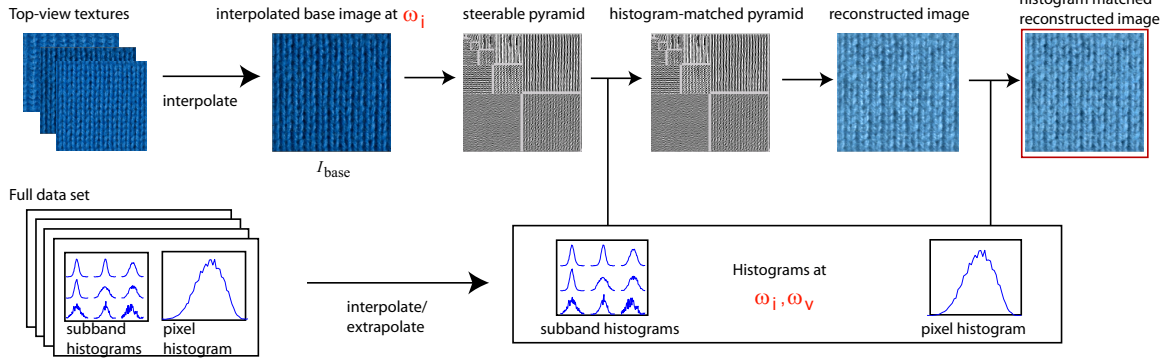 Top-view textures
interpolated base image at ωi
steerable pyramid
histogram-matched pyramid
reconstructed image
histogram matched
reconstructed image
interpolate
Ibase
Full data set
subband
histograms
pixel
histogram
interpolate/
extrapolate
subband histograms
Histograms at
ωi,ωv
pixel histogram